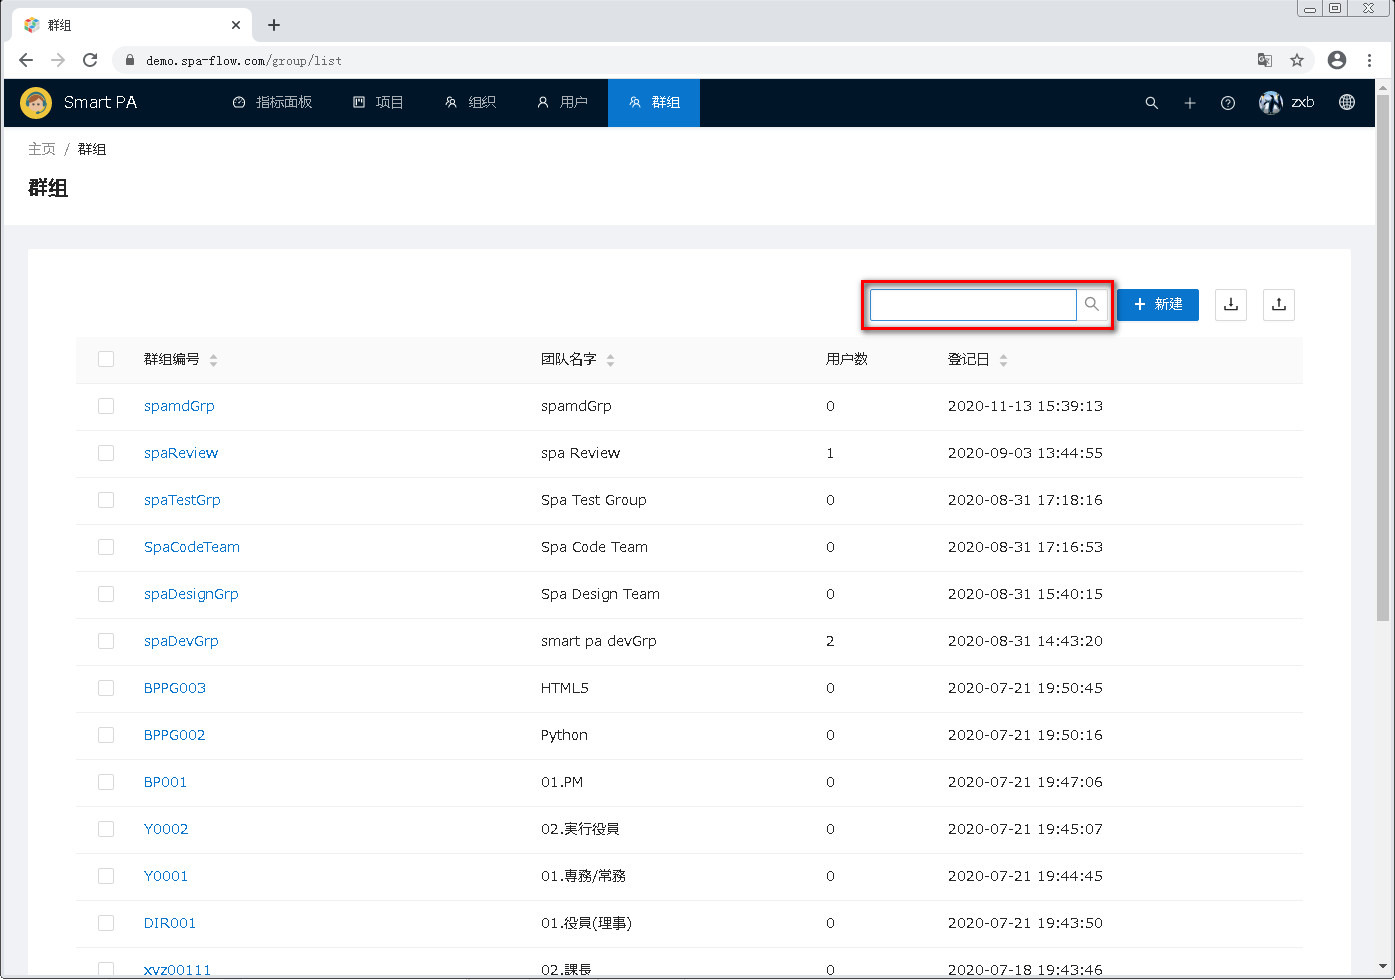 群组
demo.spa-flow.com/group/list
Smart PA 指标面板 项目 组织 用户 群组 zxb
主页 / 群组
群组
新建
群组编号 团队名字 用户数 登记日
spamdGrp spamdGrp 0 2020-11-13 15:39:13
spaReview spa Review 1 2020-09-03 13:44:55
spaTestGrp Spa Test Group 0 2020-08-31 17:18:16
SpaCodeTeam Spa Code Team 0 2020-08-31 17:16:53
spaDesignGrp Spa Design Team 0 2020-08-31 15:40:15
spaDevGrp smart pa devGrp 2 2020-08-31 14:43:20
BPPG003 HTML5 0 2020-07-21 19:50:45
BPPG002 Python 0 2020-07-21 19:50:16
BP001 01.PM 0 2020-07-21 19:47:06
Y0002 02.実行役員 0 2020-07-21 19:45:07
Y0001 01.専務/常務 0 2020-07-21 19:44:45
DIR001 01.役員(理事) 0 2020-07-21 19:43:50
xyz00111 02.課長 0 2020-07-18 19:43:46